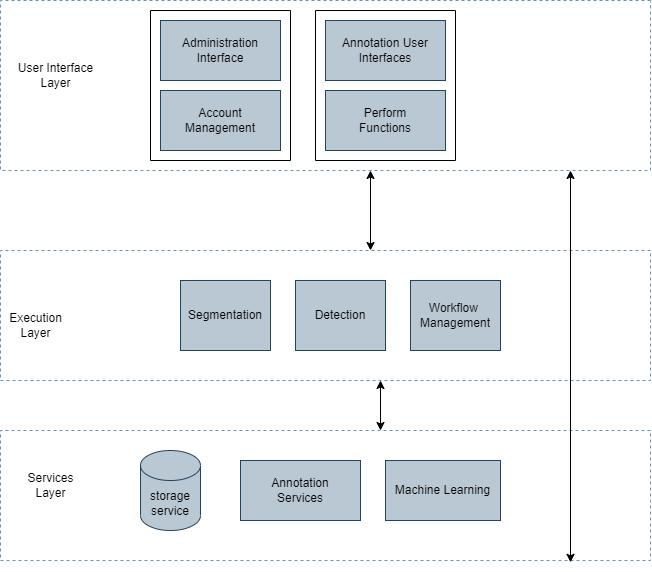 User Interface
Layer
Administration
Interface
Account
Management
Annotation User
Interfaces
Perform
Functions
Execution
Layer
Segmentation
Detection
Workflow
Management
Services
Layer
storage
service
Annotation
Services
Machine Learning